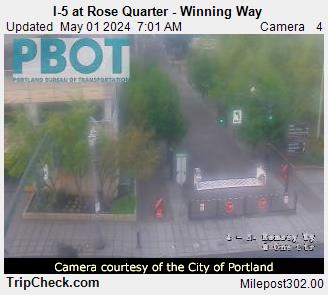 I-5 at Rose Quarter - Winning Way
Updated May 01 2024 7:01 AM Camera 4
PBOT
PORTLAND BUREAU OF TRANSPORTATION
Camera courtesy of the City of Portland
TripCheck.com Milepost302.00